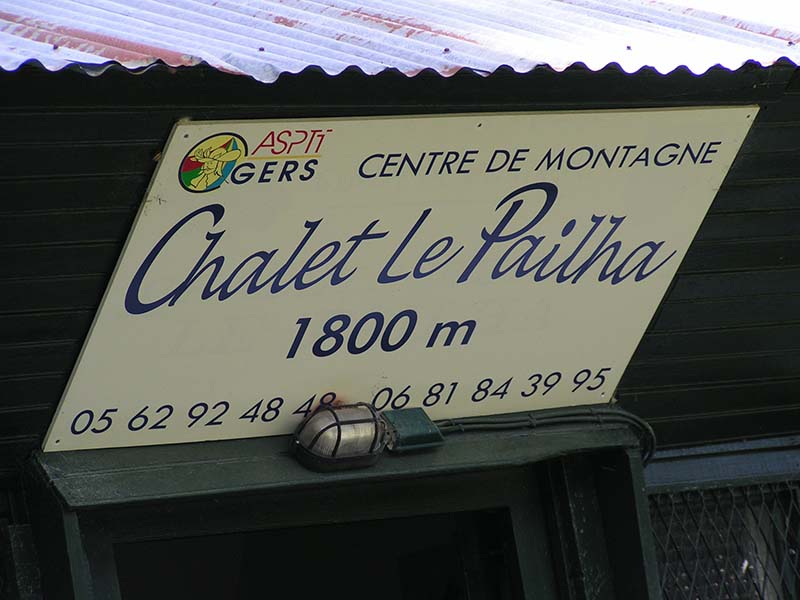 ASPTT
GERS
CENTRE DE MONTAGNE
Chalet Le Pailha
1800 m
05 62 92 48 48 06 81 84 39 95